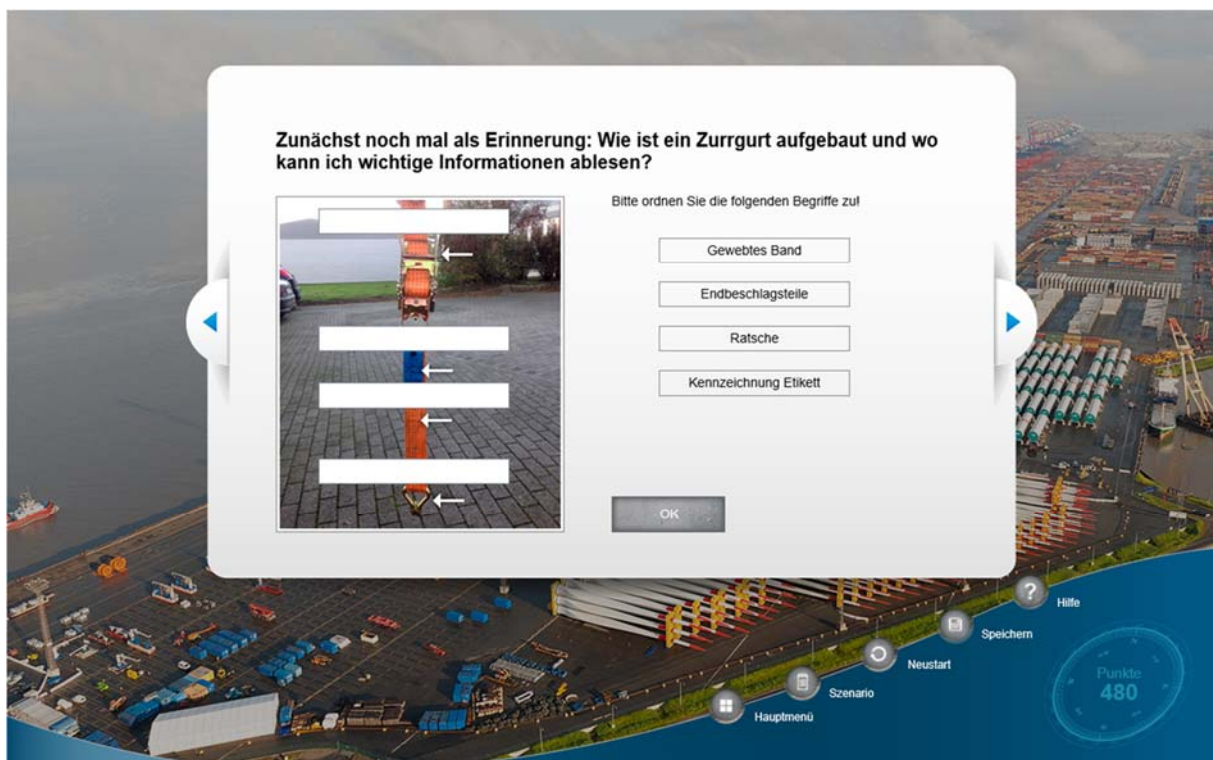 Zunächst noch mal als Erinnerung: Wie ist ein Zurrgurt aufgebaut und wo
kann ich wichtige Informationen ablesen?
Bitte ordnen Sie die folgenden Begriffe zu!
Gewebtes Band
Endbeschlagsteile
Ratsche
Kennzeichnung Etikett
OK
Hilfe
Speichern
Neustart
Szenario
Hauptmenü
Punkte
480